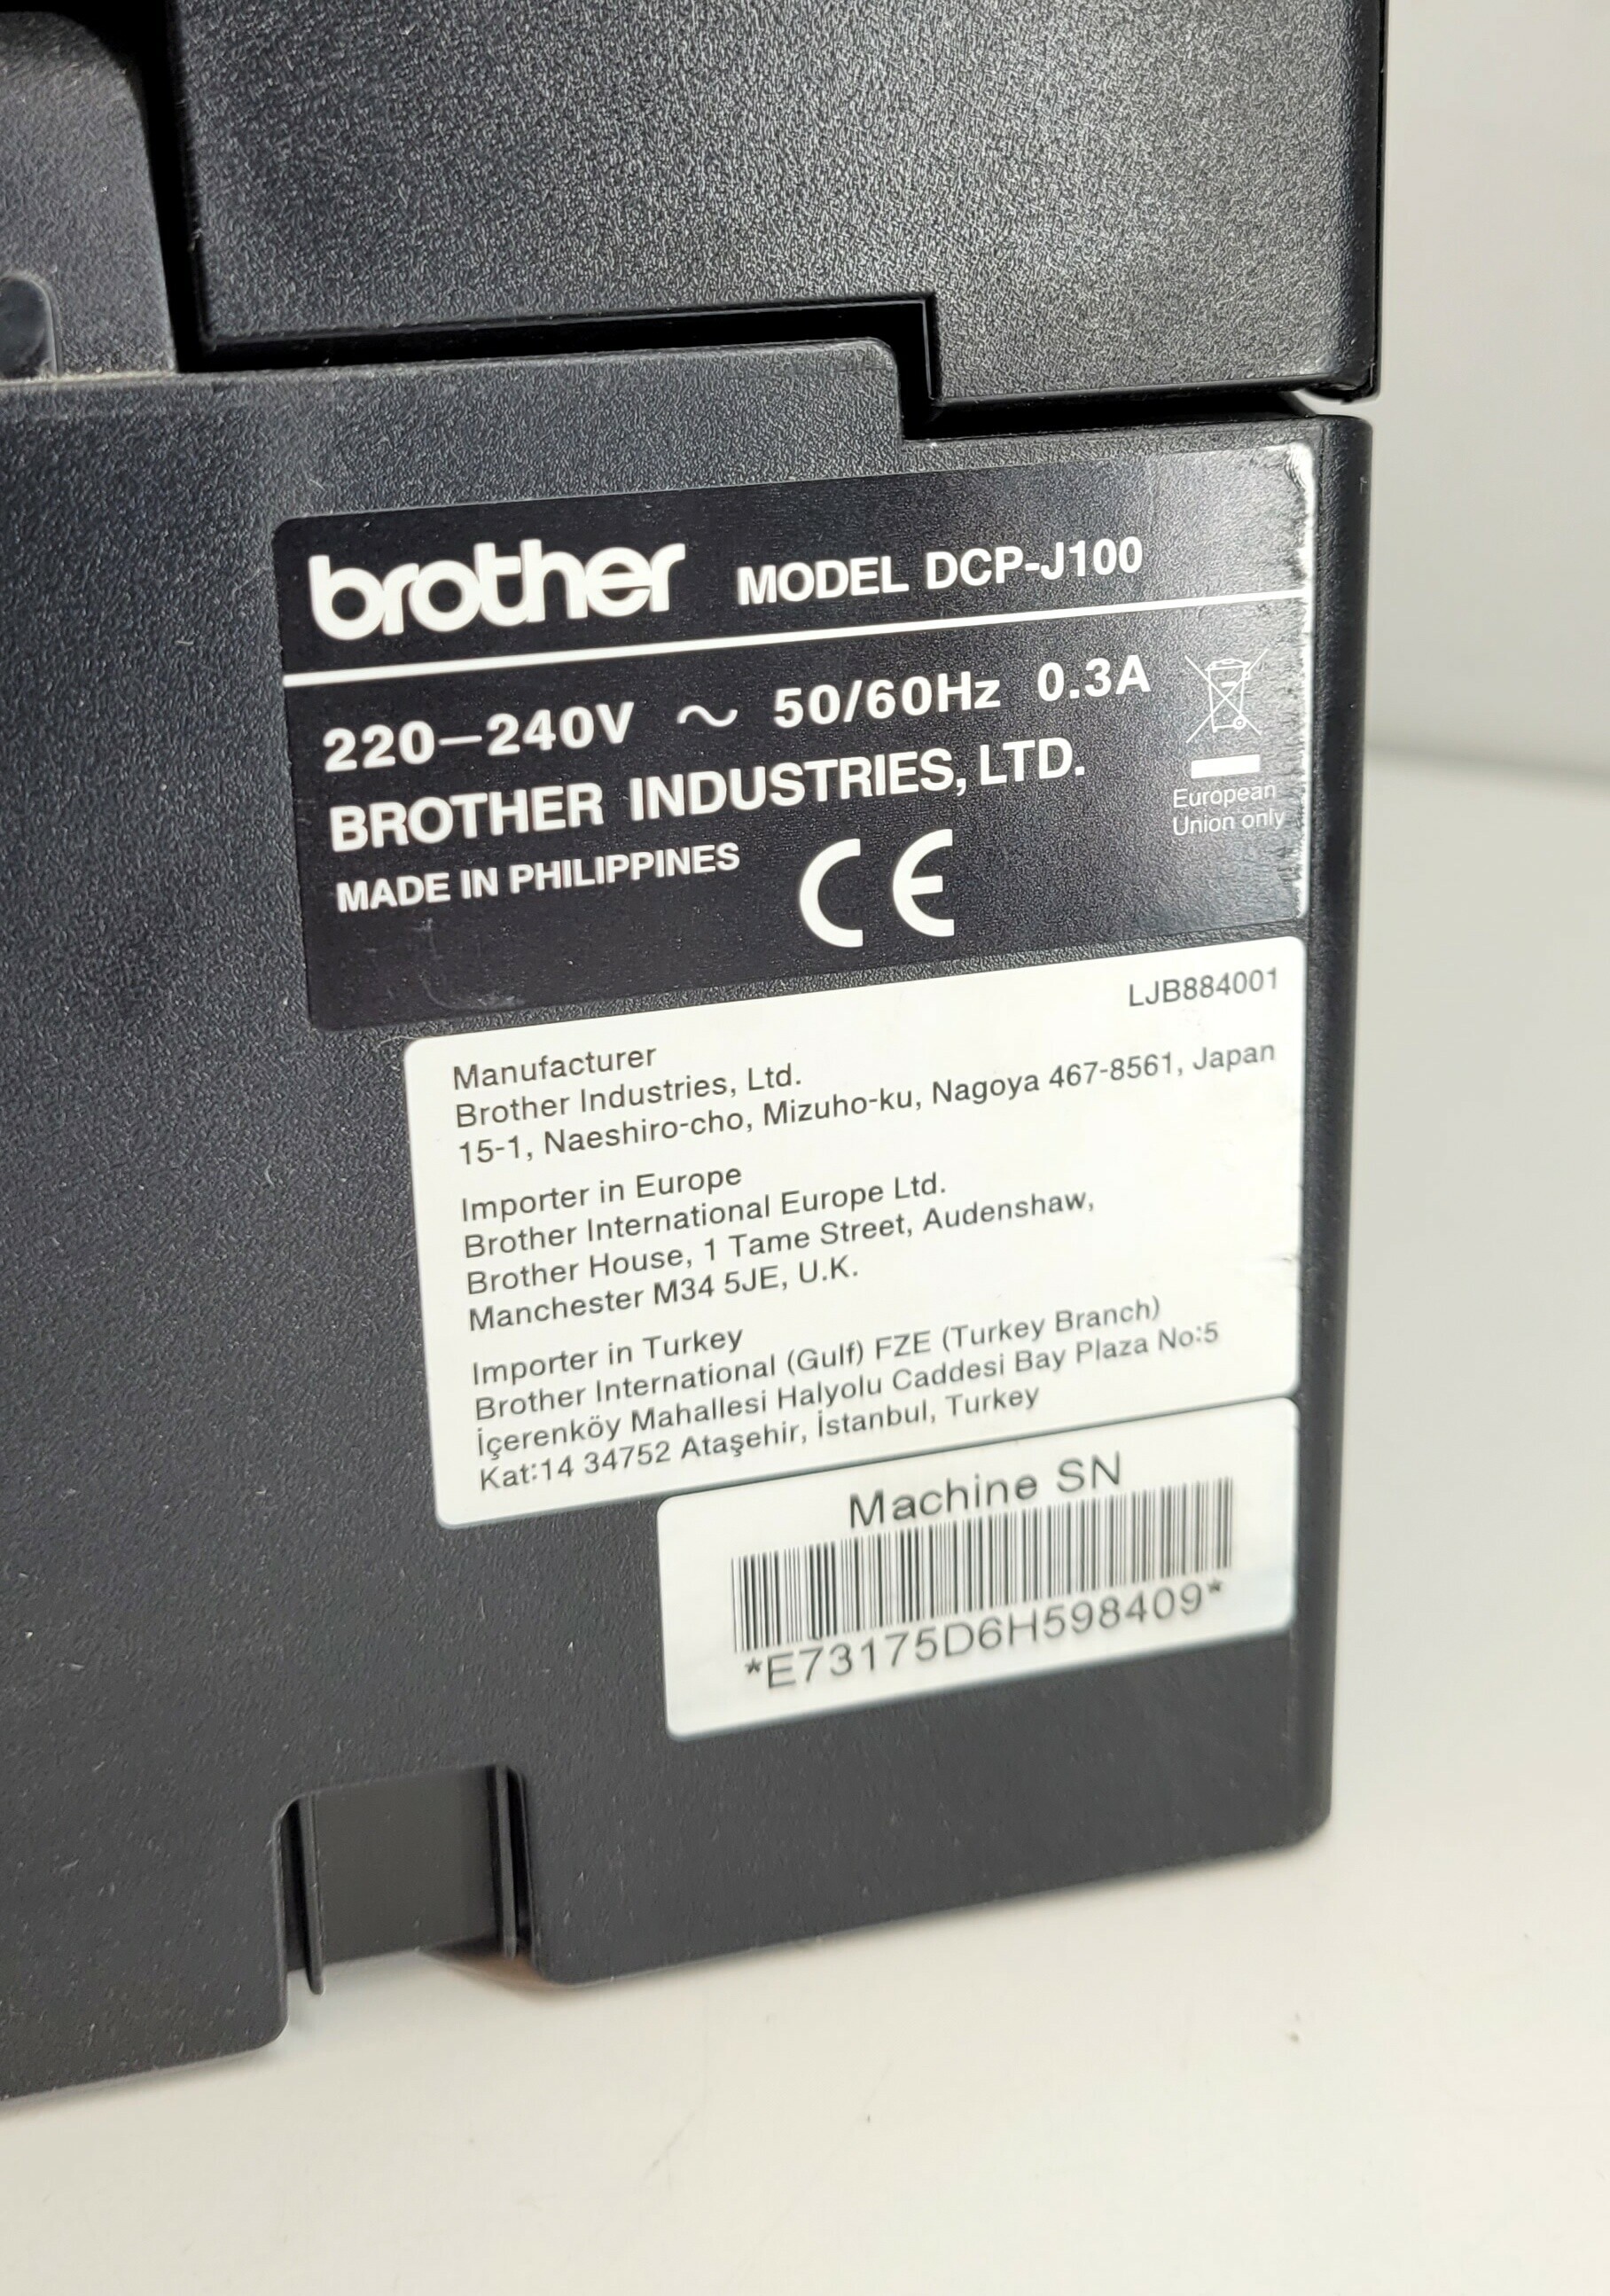 brother MODEL DCP-J100
220–240V ~ 50/60Hz 0.3A
BROTHER INDUSTRIES, LTD.
MADE IN PHILIPPINES
CE
European
Union only
LJB884001
Manufacturer
Brother Industries, Ltd.
15-1, Naeshiro-cho, Mizuho-ku, Nagoya 467-8561, Japan
Importer in Europe
Brother International Europe Ltd.
Brother House, 1 Tame Street, Audenshaw,
Manchester M34 5JE, U.K.
Importer in Turkey
Brother International (Gulf) FZE (Turkey Branch)
İçerenköy Mahallesi Halyolu Caddesi Bay Plaza No:5
Kat:14 34752 Ataşehir, İstanbul, Turkey
Machine SN
*E73175D6H598409*